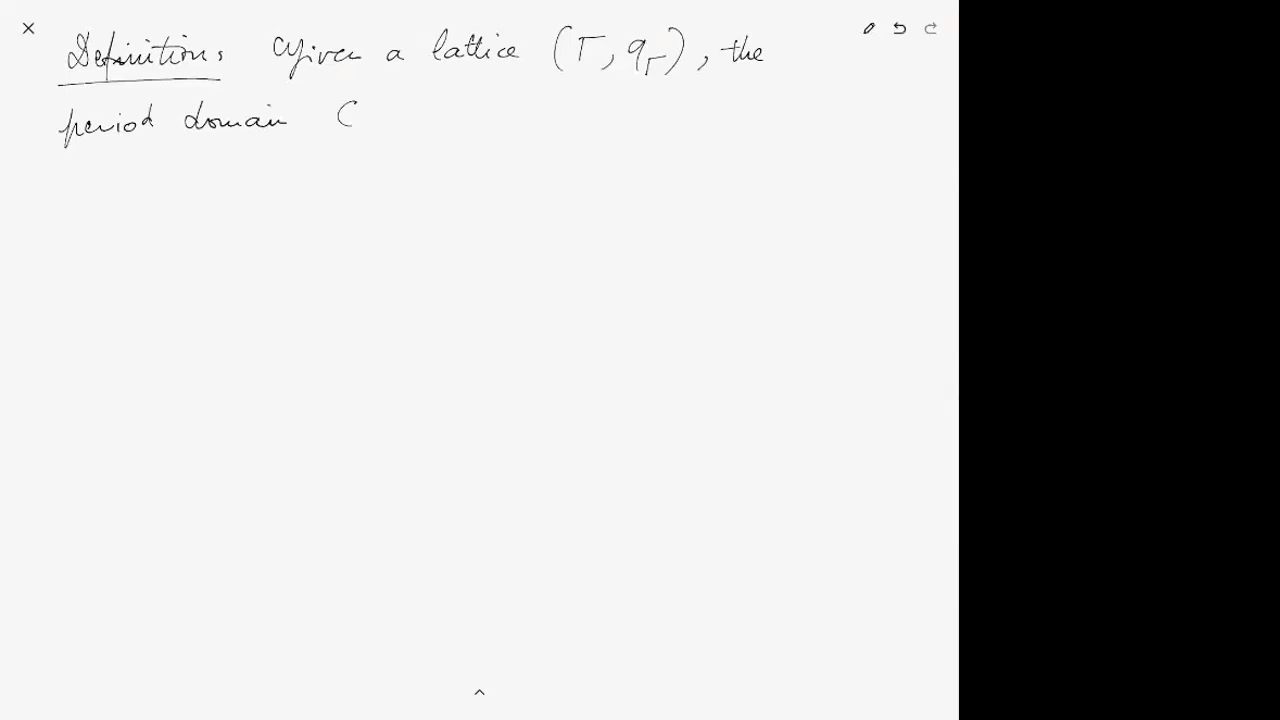 Definition: Given a lattice (Γ, q_Γ), the
period domain (